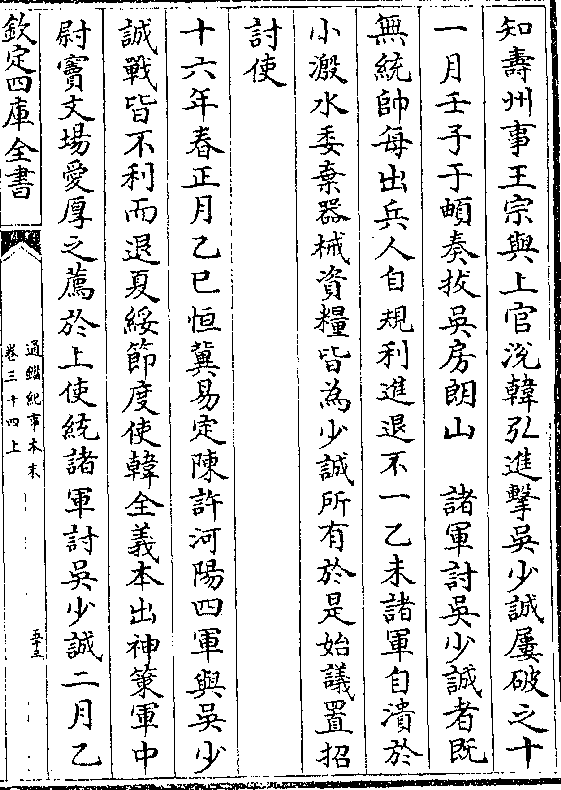 知壽州事王宗與上官涚韓弘進擊吳少誠屢破之十
一月壬子于頔奏拔吳房朗山　諸軍討吳少誠者既
無統帥每出兵人自規利進退不一乙未諸軍自潰於
小溵水委棄器械資糧皆為少誠所有於是始議置招
討使
十六年春正月乙巳恒冀易定陳許河陽四軍與吳少
誠戰皆不利而退夏綏節度使韓全義本出神策軍中
尉竇文場愛厚之薦於上使統諸軍討吳少誠二月乙
欽定四庫全書
通鑑紀事本末
卷三十四上
五十三